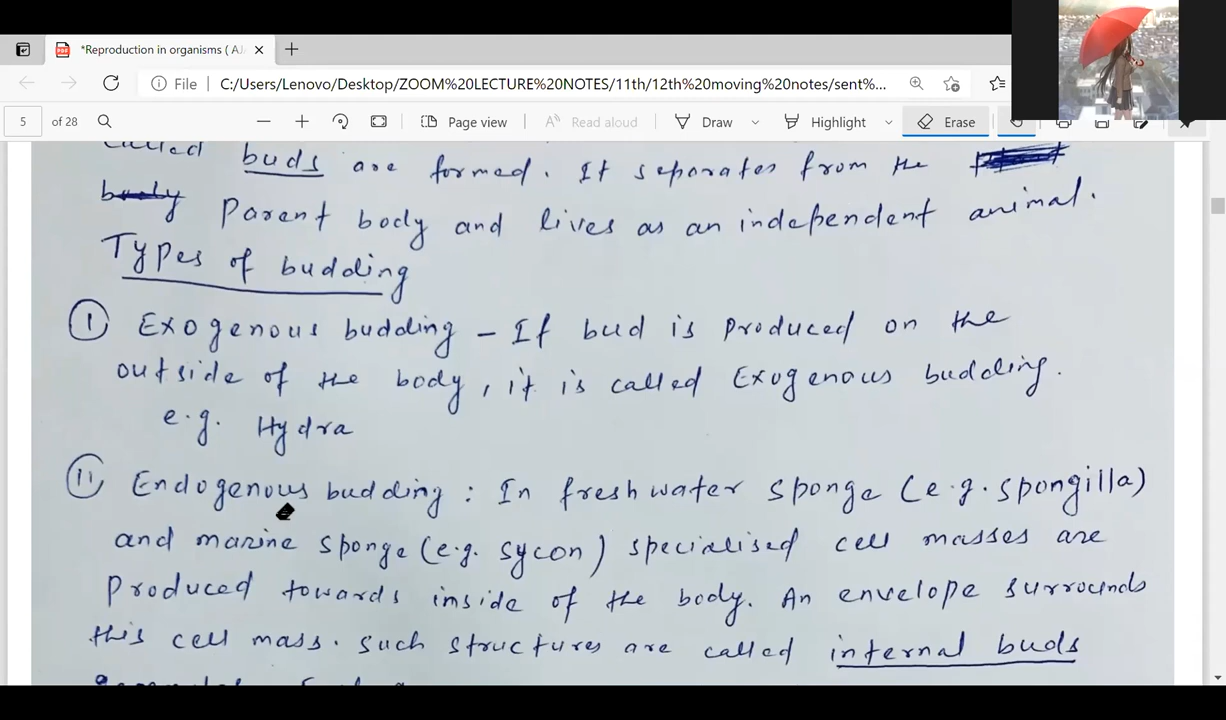 *Reproduction in organisms ( AJ
File C:/Users/Lenovo/Desktop/ZOOM%20LECTURE%20NOTES/11th/12th%20moving%20notes/sent%...
5 of 28 Page view Read aloud Draw Highlight Erase
called buds are formed. It separates from the
body Parent body and lives as an independent animal.
Types of budding
I Exogenous budding - If bud is produced on the
outside of the body, it is called Exogenous budding.
e.g. Hydra
II Endogenous budding : In freshwater sponge (e.g. spongilla)
and marine sponge (e.g. sycon) specialised cell masses are
Produced towards inside of the body. An envelope surrounds
this cell mass. Such structures are called internal buds